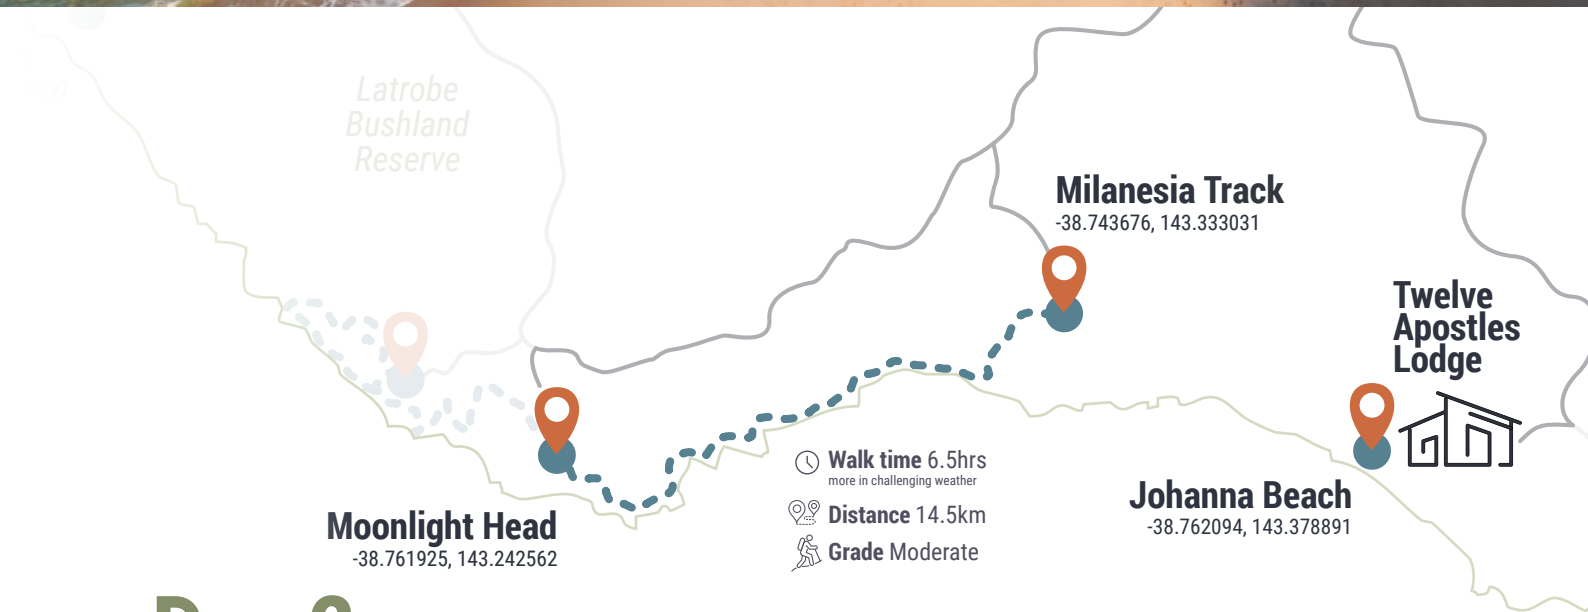 Latrobe
Bushland
Reserve
Milanesia Track
-38.743676, 143.333031
Twelve
Apostles
Lodge
Walk time 6.5hrs
more in challenging weather
Distance 14.5km
Grade Moderate
Johanna Beach
-38.762094, 143.378891
Moonlight Head
-38.761925, 143.242562